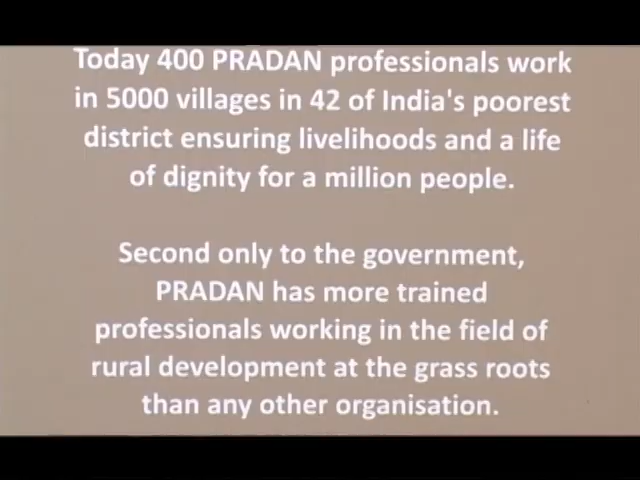 Today 400 PRADAN professionals work
in 5000 villages in 42 of India's poorest
district ensuring livelihoods and a life
of dignity for a million people.
Second only to the government,
PRADAN has more trained
professionals working in the field of
rural development at the grass roots
than any other organisation.